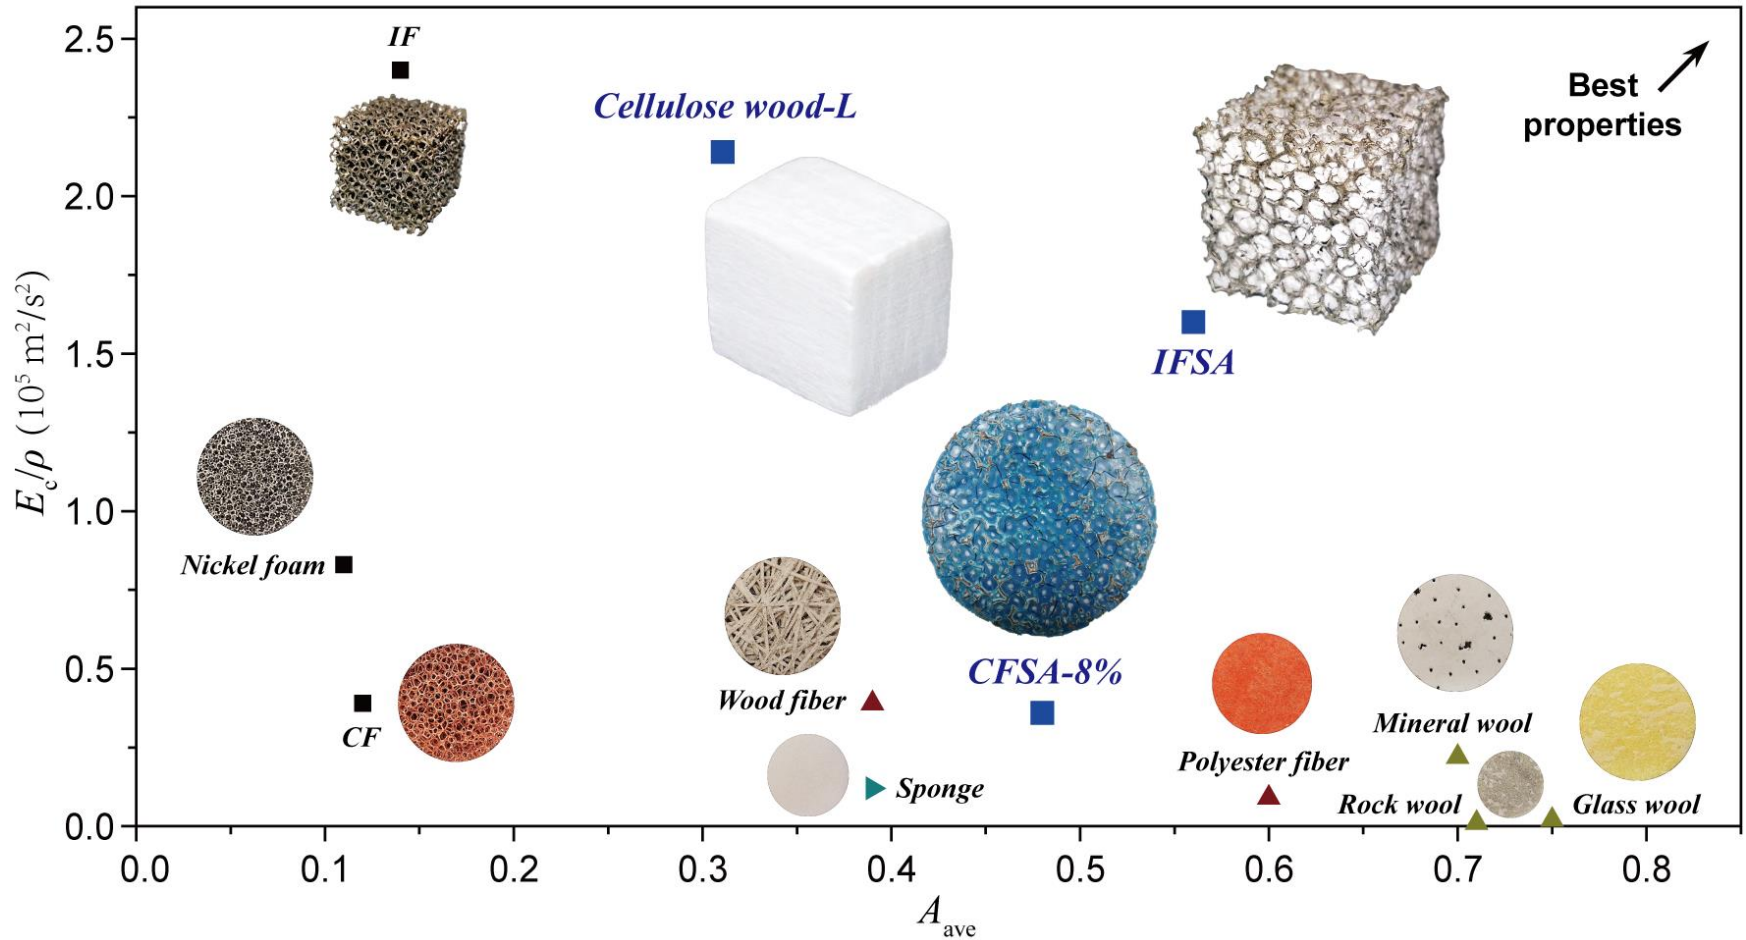 2.5
IF
Best
properties
Cellulose wood-L
2.0
1.5
IFSA
E_c/ρ (10^5 m^2/s^2)
1.0
Nickel foam
0.5
CFSA-8%
Wood fiber
CF
Mineral wool
Polyester fiber
Sponge
Rock wool
Glass wool
0.0
0.0 0.1 0.2 0.3 0.4 0.5 0.6 0.7 0.8
A_ave